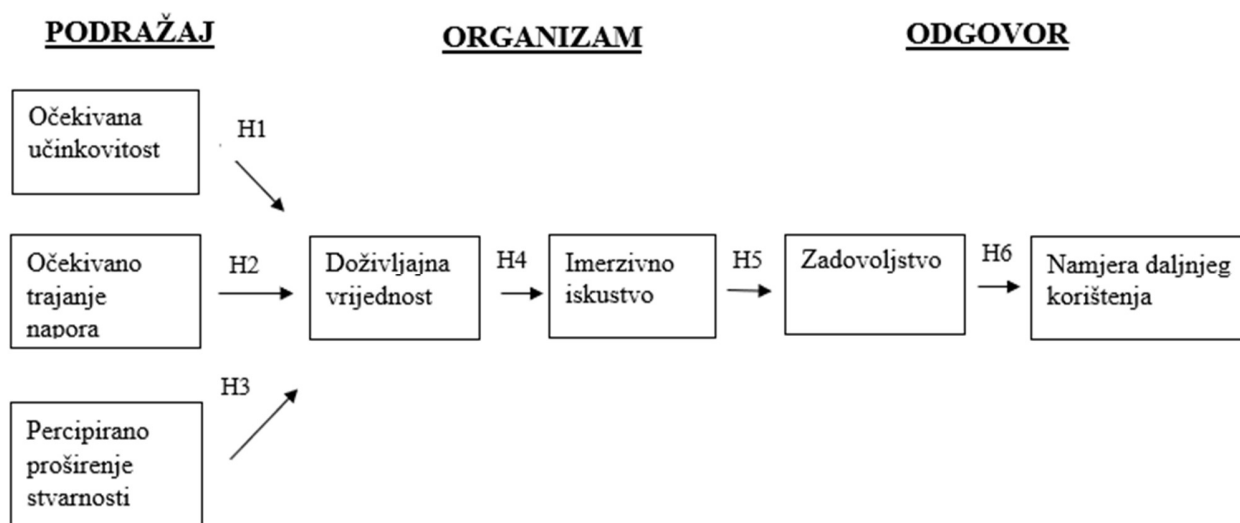 PODRAŽAJ
ORGANIZAM
ODGOVOR
Očekivana
učinkovitost
H1
Očekivano
trajanje
napora
H2
Doživljajna
vrijednost
H4
Imerzivno
iskustvo
H5
Zadovoljstvo
H6
Namjera daljnjeg
korištenja
H3
Percipirano
proširenje
stvarnosti